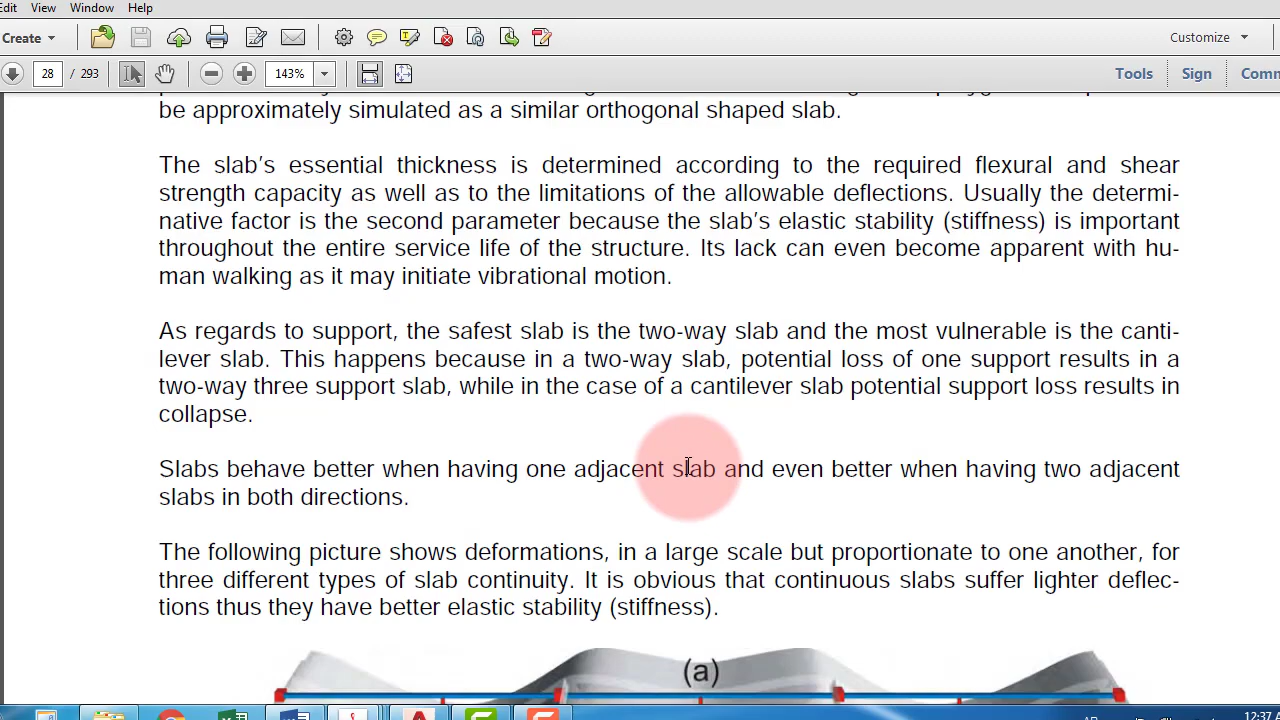 Edit View Window Help
Create Customize
28 / 293 143% Tools Sign
be approximately simulated as a similar orthogonal shaped slab.
The slab's essential thickness is determined according to the required flexural and shear
strength capacity as well as to the limitations of the allowable deflections. Usually the determi-
native factor is the second parameter because the slab's elastic stability (stiffness) is important
throughout the entire service life of the structure. Its lack can even become apparent with hu-
man walking as it may initiate vibrational motion.
As regards to support, the safest slab is the two-way slab and the most vulnerable is the canti-
lever slab. This happens because in a two-way slab, potential loss of one support results in a
two-way three support slab, while in the case of a cantilever slab potential support loss results in
collapse.
Slabs behave better when having one adjacent slab and even better when having two adjacent
slabs in both directions.
The following picture shows deformations, in a large scale but proportionate to one another, for
three different types of slab continuity. It is obvious that continuous slabs suffer lighter deflec-
tions thus they have better elastic stability (stiffness).
(a)
12:37